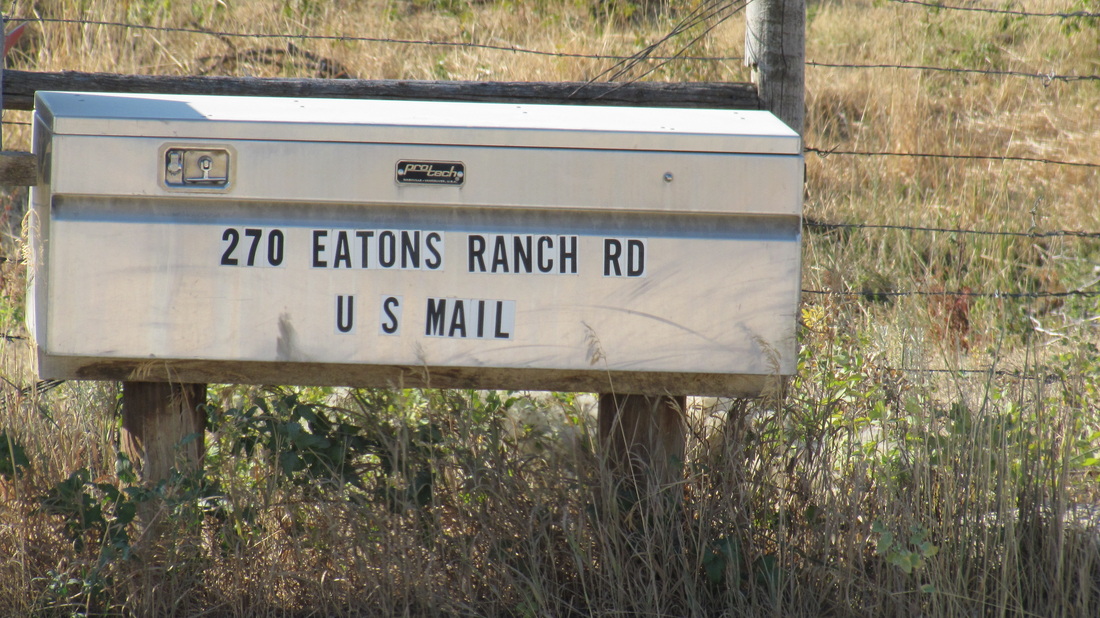 pro tech
270 EATONS RANCH RD
U S MAIL